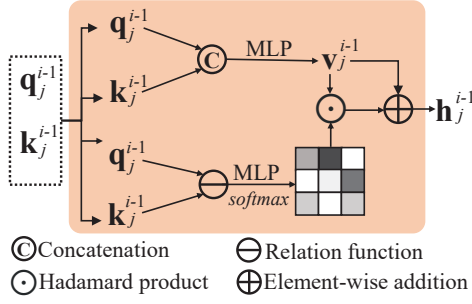 q_j^{i-1}
k_j^{i-1}
q_j^{i-1}
k_j^{i-1}
q_j^{i-1}
k_j^{i-1}
C
MLP
v_j^{i-1}
h_j^{i-1}
MLP
softmax
C Concatenation
Relation function
Hadamard product
Element-wise addition